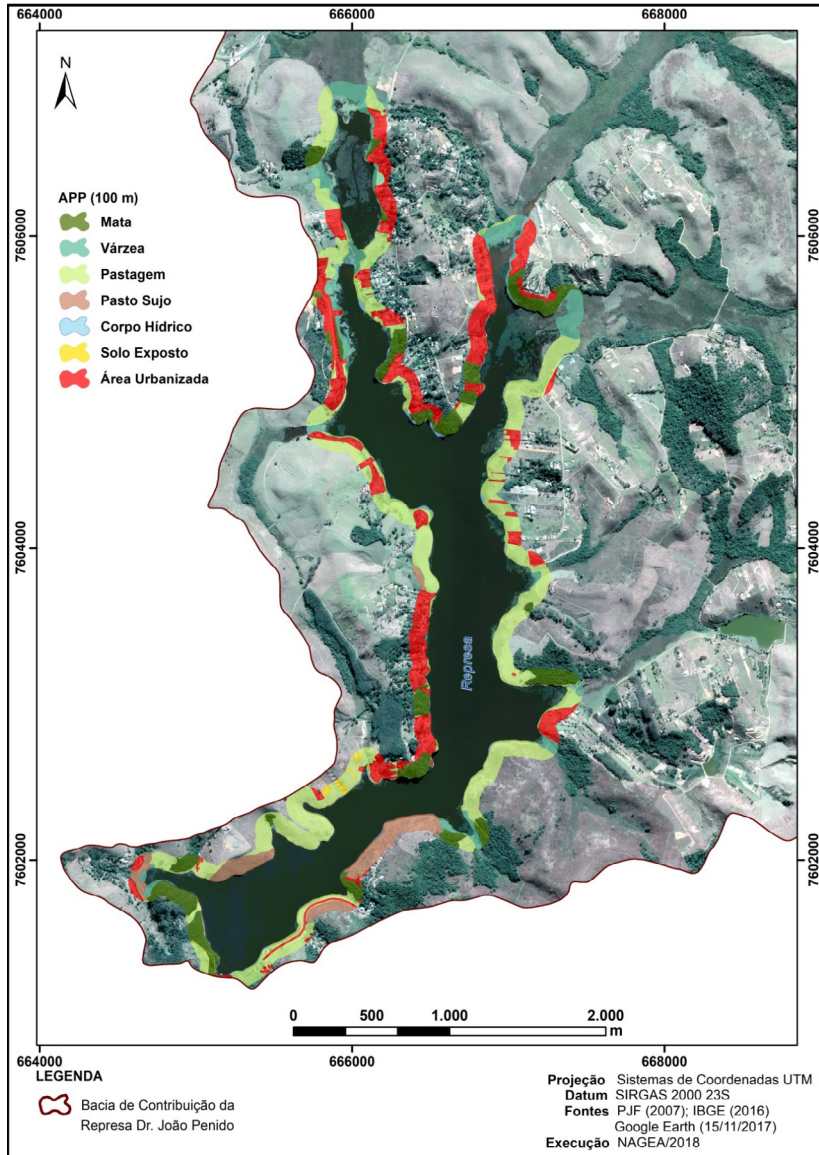 664000 666000 668000
N
APP (100 m)
Mata
Várzea
Pastagem
Pasto Sujo
Corpo Hídrico
Solo Exposto
Área Urbanizada
7606000 7606000
7604000 7604000
Represa
7602000 7602000
0 500 1.000 2.000
m
664000 666000 668000
LEGENDA
Bacia de Contribuição da
Represa Dr. João Penido
Projeção Sistemas de Coordenadas UTM
Datum SIRGAS 2000 23S
Fontes PJF (2007); IBGE (2016)
Google Earth (15/11/2017)
Execução NAGEA/2018